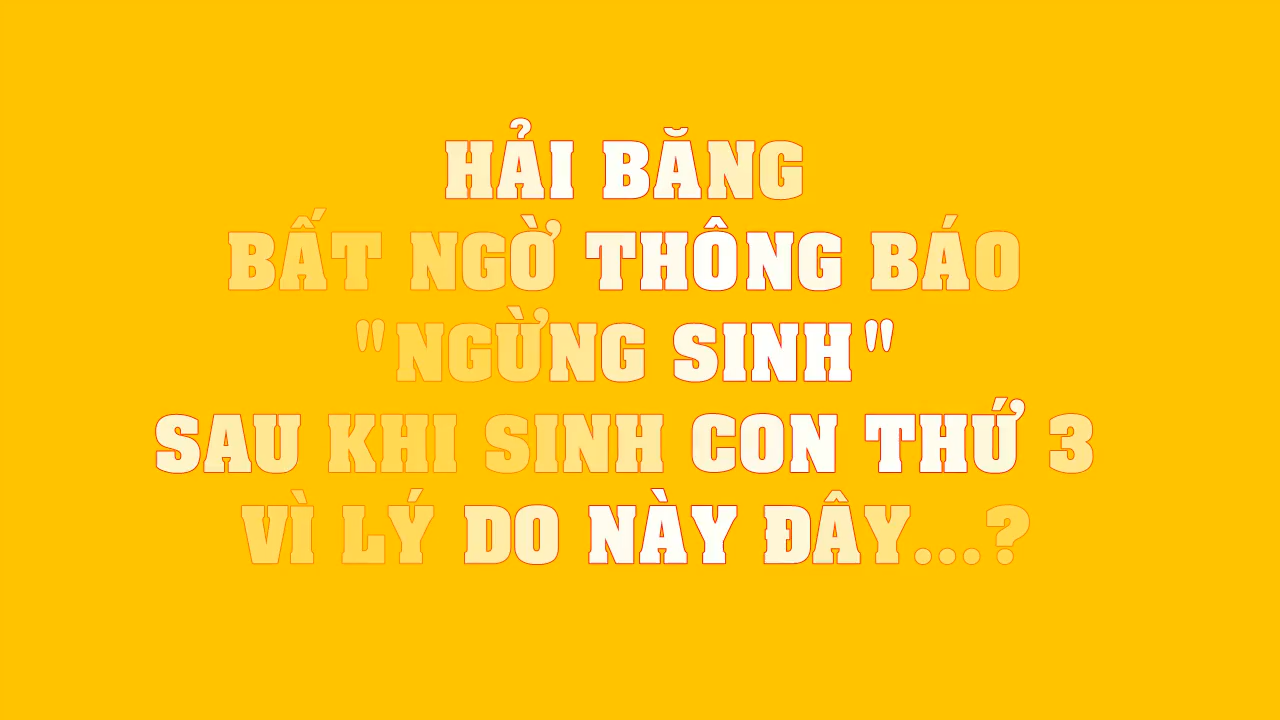 HẢI BĂNG
BẤT NGỜ THÔNG BÁO
"NGỪNG SINH"
SAU KHI SINH CON THỨ 3
VÌ LÝ DO NÀY ĐÂY...?